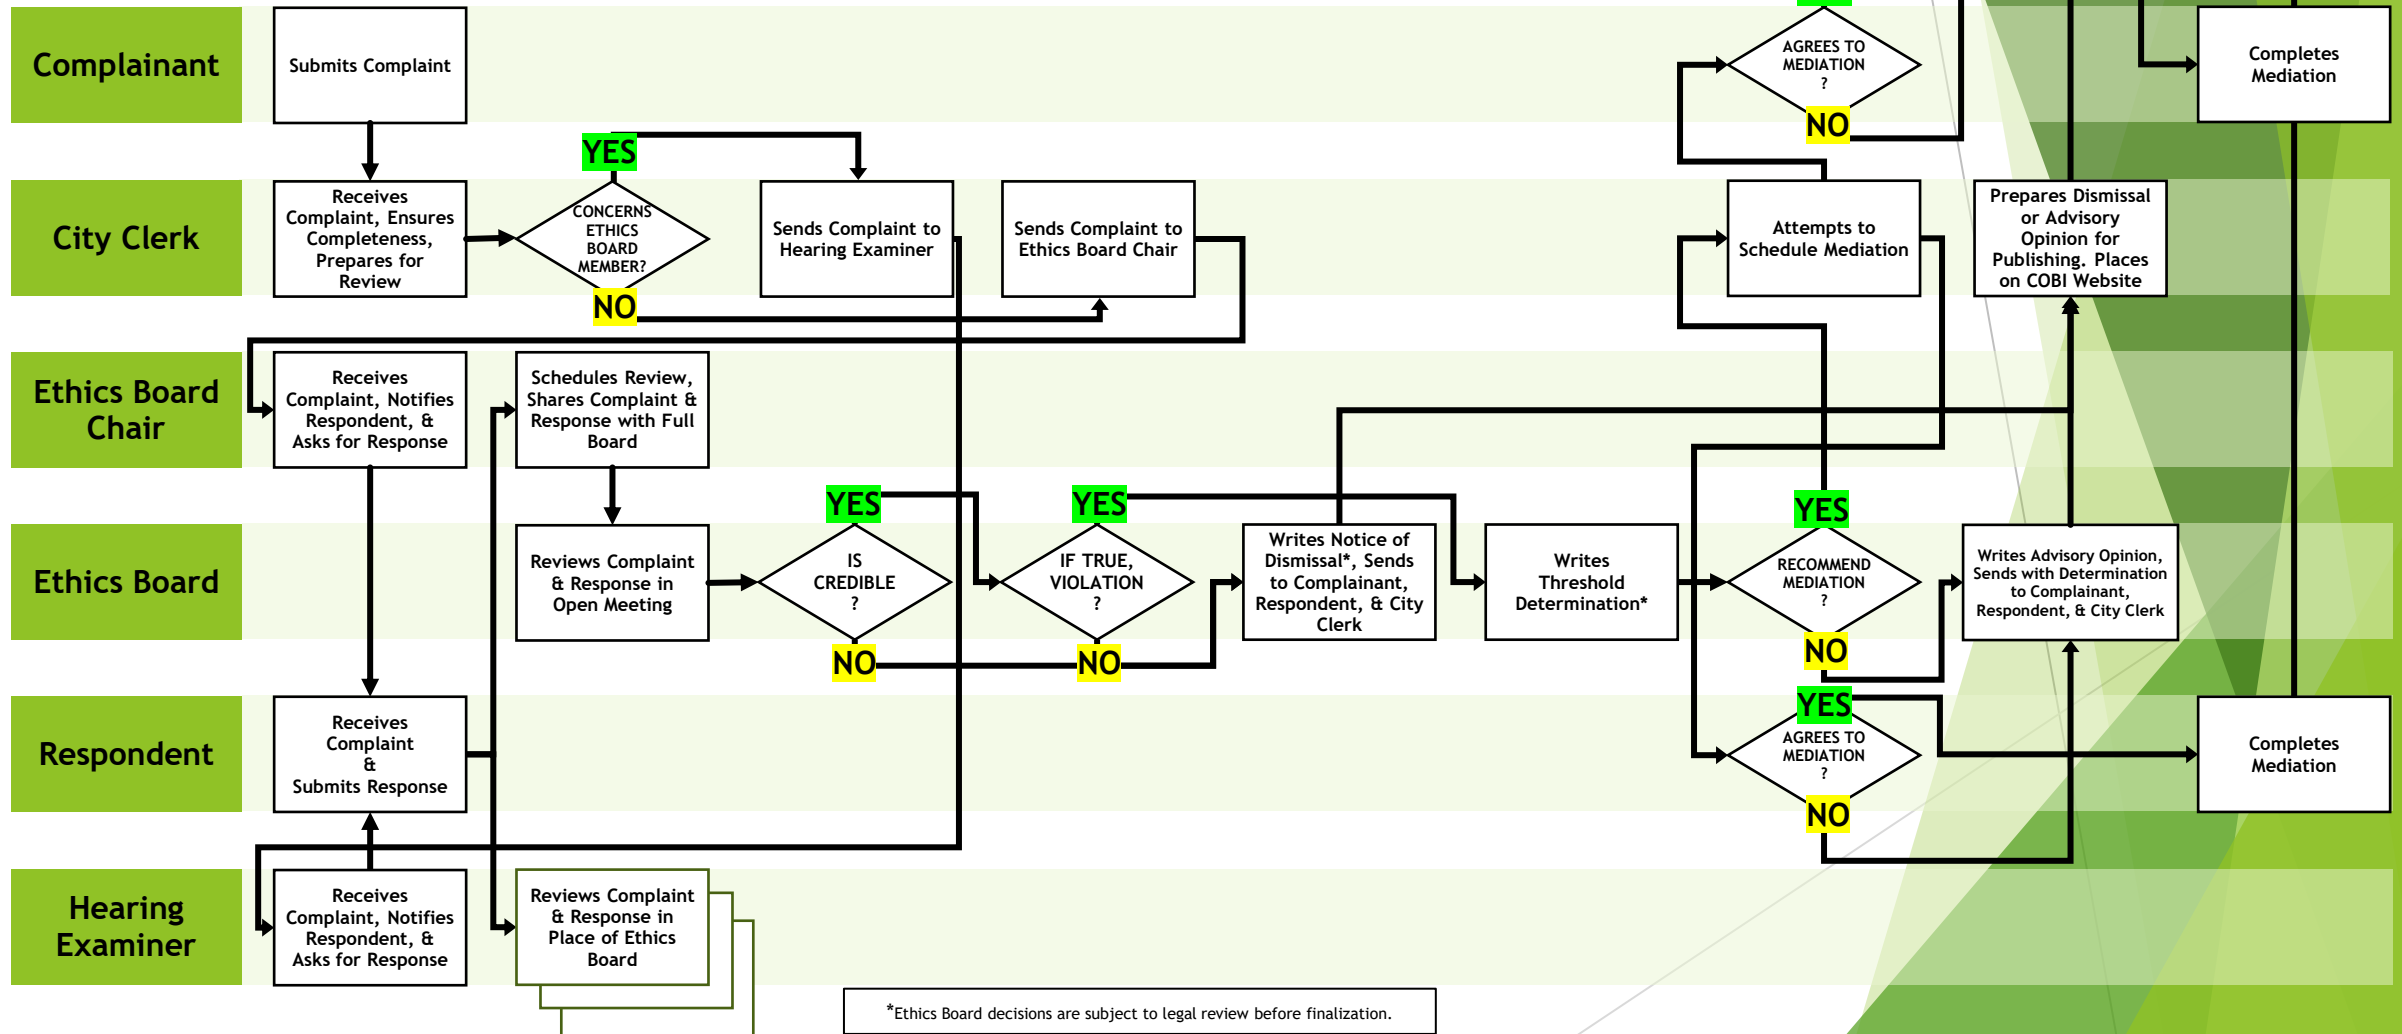 Complainant
Submits Complaint
AGREES TO
MEDIATION
?
NO
Completes
Mediation
City Clerk
Receives
Complaint, Ensures
Completeness,
Prepares for
Review
YES
CONCERNS
ETHICS
BOARD
MEMBER?
NO
Sends Complaint to
Hearing Examiner
Sends Complaint to
Ethics Board Chair
Attempts to
Schedule Mediation
Prepares Dismissal
or Advisory
Opinion for
Publishing. Places
on COBI Website
Ethics Board
Chair
Receives
Complaint, Notifies
Respondent, &
Asks for Response
Schedules Review,
Shares Complaint &
Response with Full
Board
Ethics Board
Reviews Complaint
& Response in
Open Meeting
YES
IS
CREDIBLE
?
NO
YES
IF TRUE,
VIOLATION
?
NO
Writes Notice of
Dismissal*, Sends
to Complainant,
Respondent, & City
Clerk
Writes
Threshold
Determination*
YES
RECOMMEND
MEDIATION
?
NO
Writes Advisory Opinion,
Sends with Determination
to Complainant,
Respondent, & City Clerk
Respondent
Receives
Complaint
&
Submits Response
YES
AGREES TO
MEDIATION
?
NO
Completes
Mediation
Hearing
Examiner
Receives
Complaint, Notifies
Respondent, &
Asks for Response
Reviews Complaint
& Response in
Place of Ethics
Board
*Ethics Board decisions are subject to legal review before finalization.